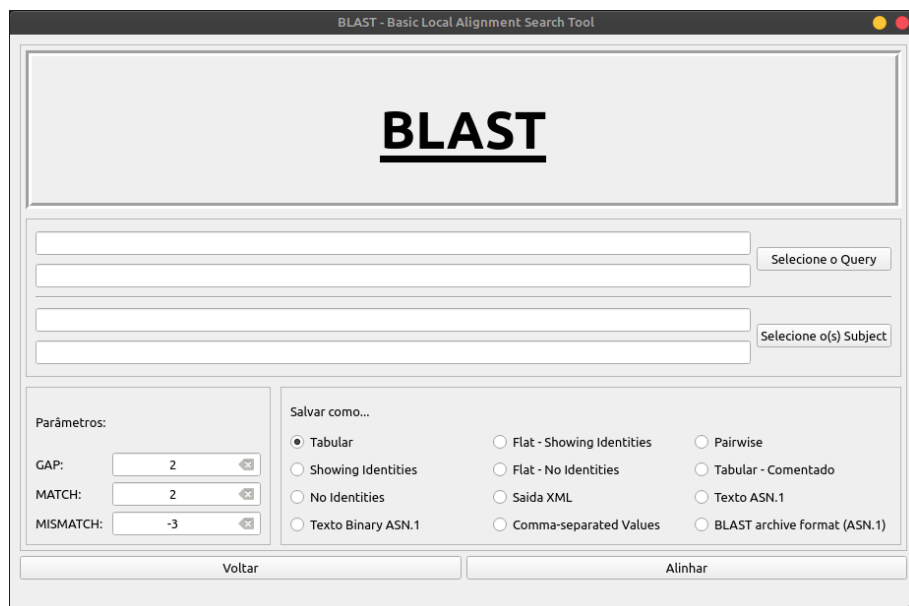 BLAST - Basic Local Alignment Search Tool
BLAST
Selecione o Query
Selecione o(s) Subject
Parâmetros:
GAP: 2
MATCH: 2
MISMATCH: -3
Salvar como...
Tabular
Flat - Showing Identities
Pairwise
Showing Identities
Flat - No Identities
Tabular - Comentado
No Identities
Saida XML
Texto ASN.1
Texto Binary ASN.1
Comma-separated Values
BLAST archive format (ASN.1)
Voltar
Alinhar